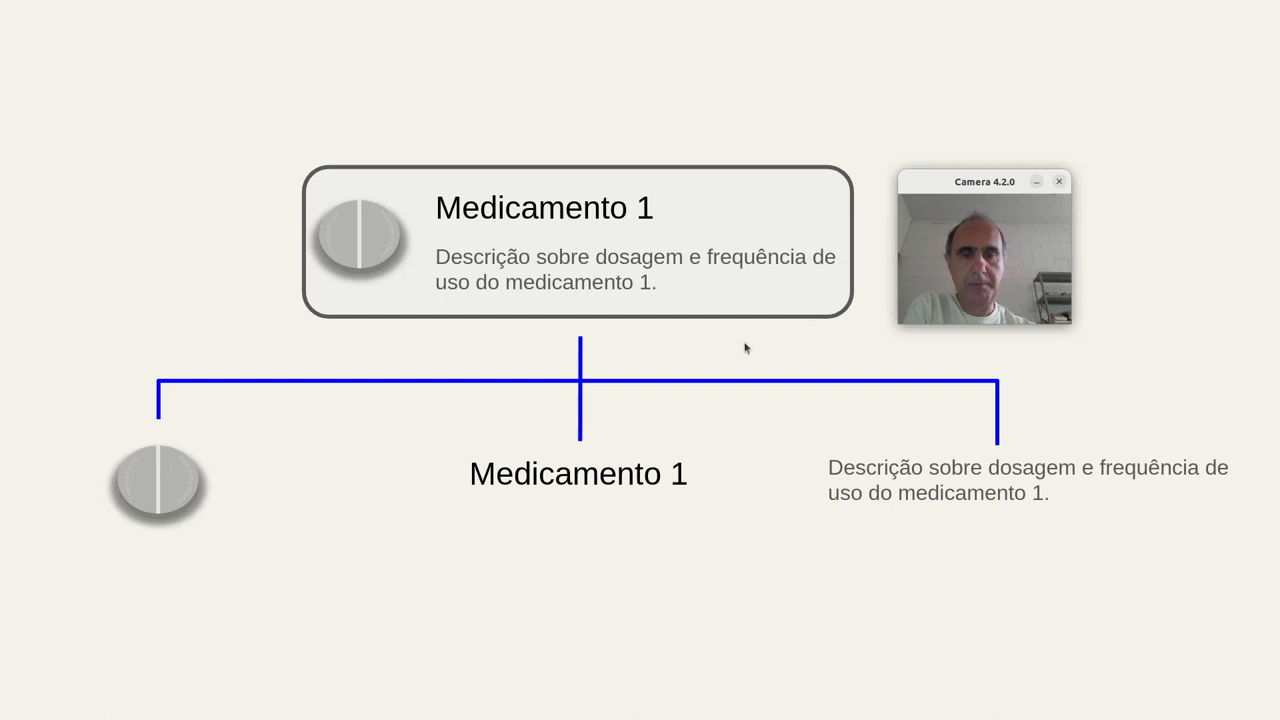 Medicamento 1
Descrição sobre dosagem e frequência de
uso do medicamento 1.
Camera 4.2.0
Medicamento 1
Descrição sobre dosagem e frequência de
uso do medicamento 1.